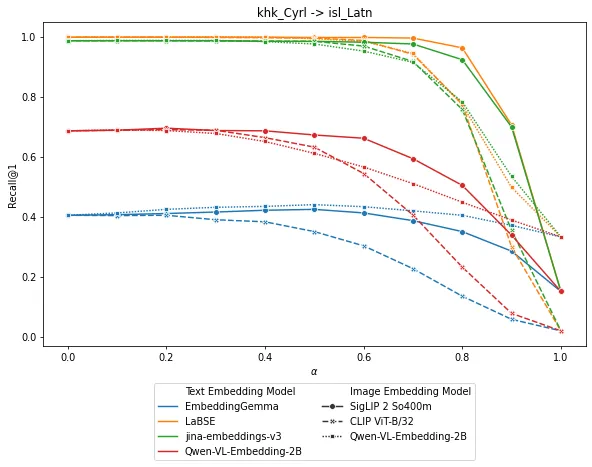 khk_Cyrl -> isl_Latn
Recall@1
1.0
0.8
0.6
0.4
0.2
0.0
0.0 0.2 0.4 0.6 0.8 1.0
α
Text Embedding Model
EmbeddingGemma
LaBSE
jina-embeddings-v3
Qwen-VL-Embedding-2B
Image Embedding Model
SigLIP 2 So400m
CLIP ViT-B/32
Qwen-VL-Embedding-2B